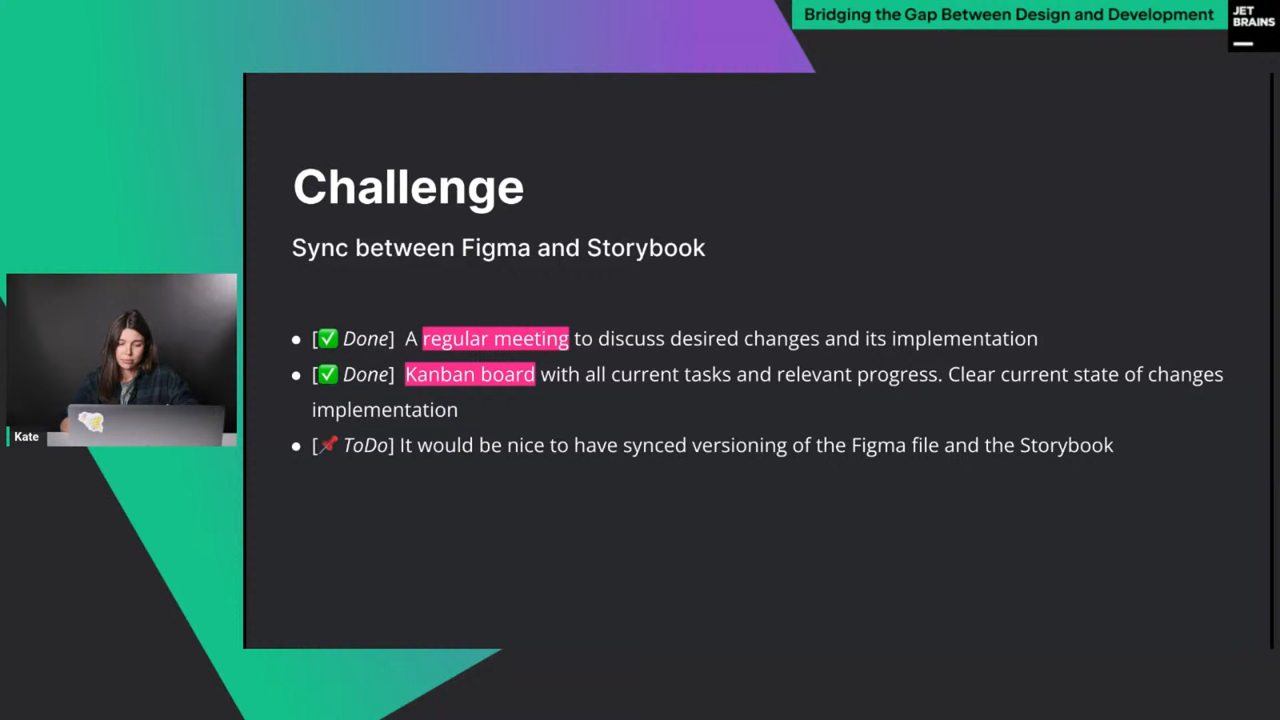 Bridging the Gap Between Design and Development
JET
BRAINS
Challenge
Sync between Figma and Storybook
• [✅ Done] A regular meeting to discuss desired changes and its implementation
• [✅ Done] Kanban board with all current tasks and relevant progress. Clear current state of changes
implementation
• [📌 ToDo] It would be nice to have synced versioning of the Figma file and the Storybook
Kate